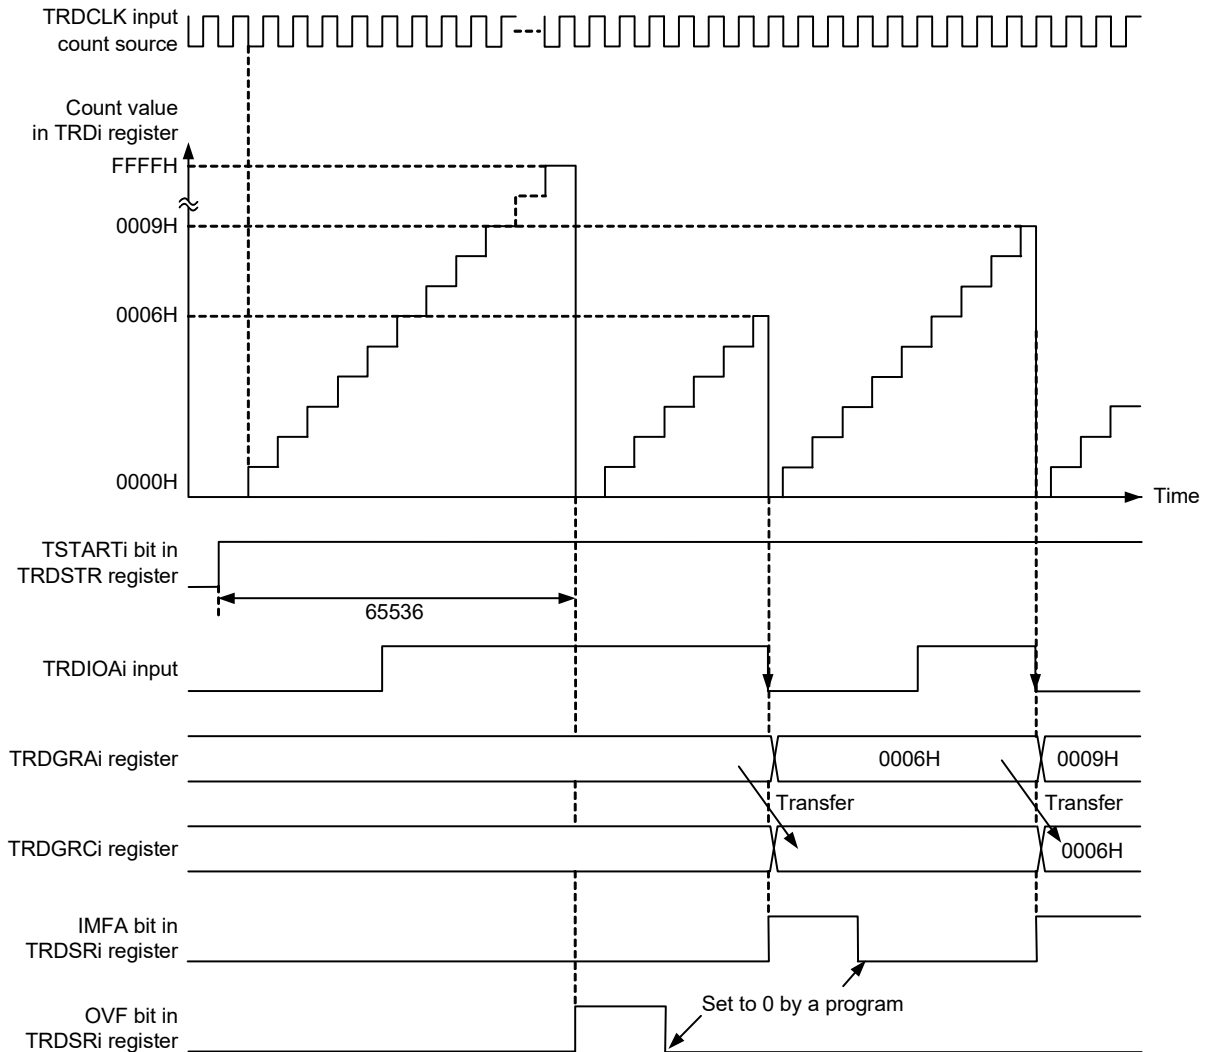 TRDCLK input
count source
Count value
in TRDi register
FFFFH
0009H
0006H
0000H
Time
TSTARTi bit in
TRDSTR register
65536
TRDIOAi input
TRDGRAi register
0006H
0009H
Transfer
Transfer
TRDGRCi register
0006H
IMFA bit in
TRDSRi register
Set to 0 by a program
OVF bit in
TRDSRi register